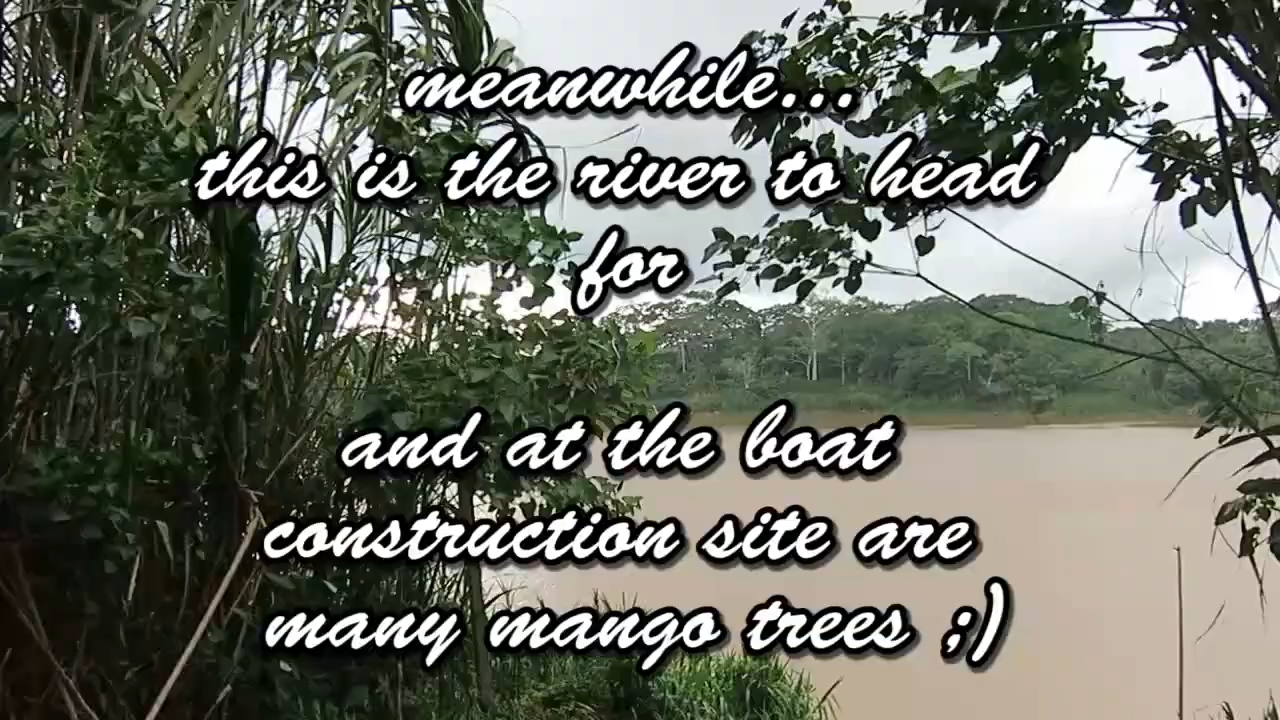 meanwhile...
this is the river to head
for
and at the boat
construction site are
many mango trees ;)